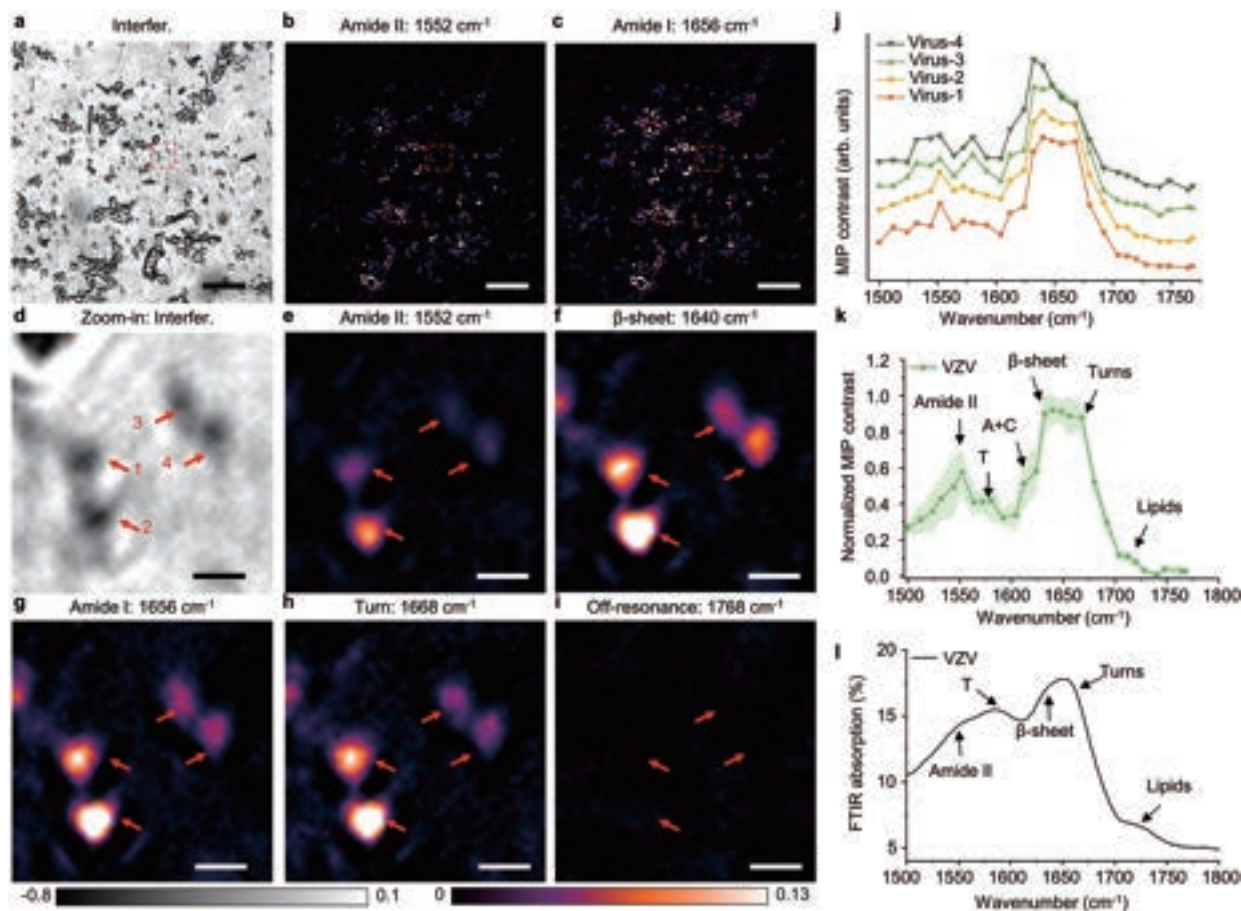 a Interfer.
b Amide II: 1552 cm⁻¹
c Amide I: 1656 cm⁻¹
d Zoom-in: Interfer.
3
1
4
2
e Amide II: 1552 cm⁻¹
f β-sheet: 1640 cm⁻¹
g Amide I: 1656 cm⁻¹
h Turn: 1668 cm⁻¹
i Off-resonance: 1768 cm⁻¹
-0.8 0.1
0 0.13
j
Virus-4
Virus-3
Virus-2
Virus-1
MIP contrast (arb. units)
1500 1550 1600 1650 1700 1750
Wavenumber (cm⁻¹)
k
VZV
β-sheet
Turns
Amide II
A+C
T
Lipids
Normalized MIP contrast
1.2
1.0
0.8
0.6
0.4
0.2
0.0
1500 1550 1600 1650 1700 1750 1800
Wavenumber (cm⁻¹)
l
VZV
T
Turns
β-sheet
Amide II
Lipids
FTIR absorption (%)
20
15
10
5
1500 1550 1600 1650 1700 1750 1800
Wavenumber (cm⁻¹)